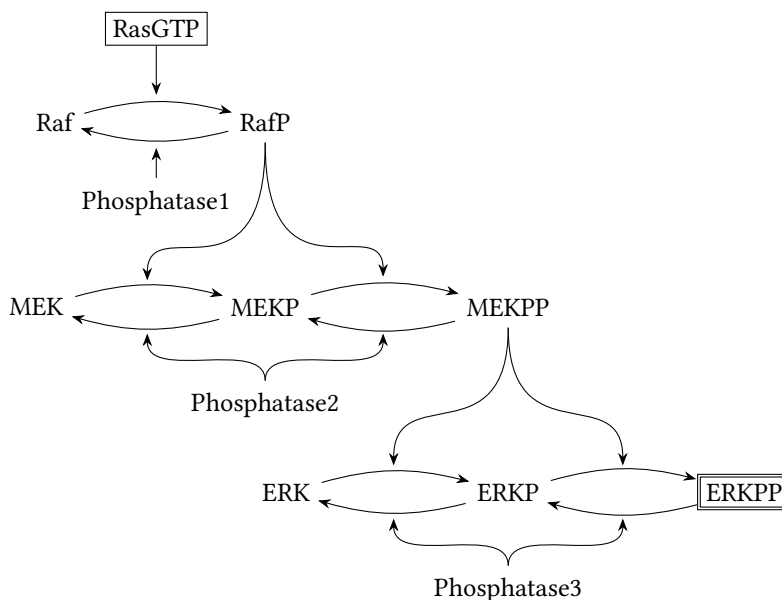 RasGTP
Raf RafP
Phosphatase1
MEK MEKP MEKPP
Phosphatase2
ERK ERKP ERKPP
Phosphatase3